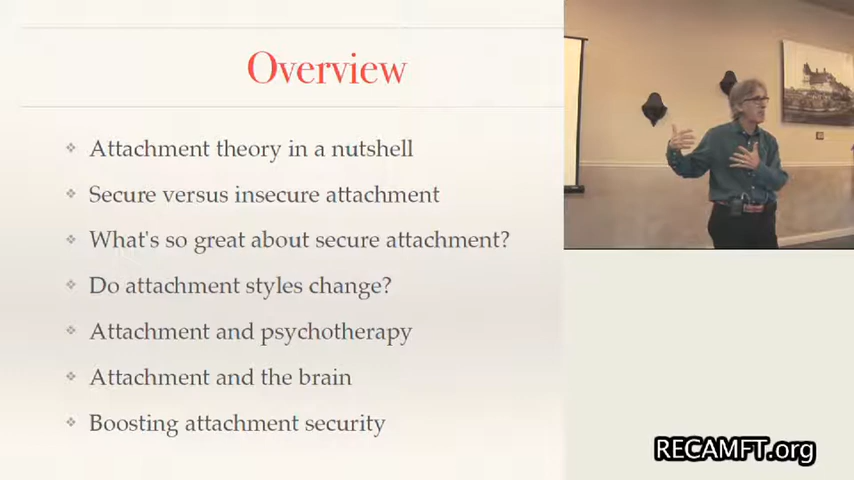 Overview
Attachment theory in a nutshell
Secure versus insecure attachment
What's so great about secure attachment?
Do attachment styles change?
Attachment and psychotherapy
Attachment and the brain
Boosting attachment security
RECAMFT.org